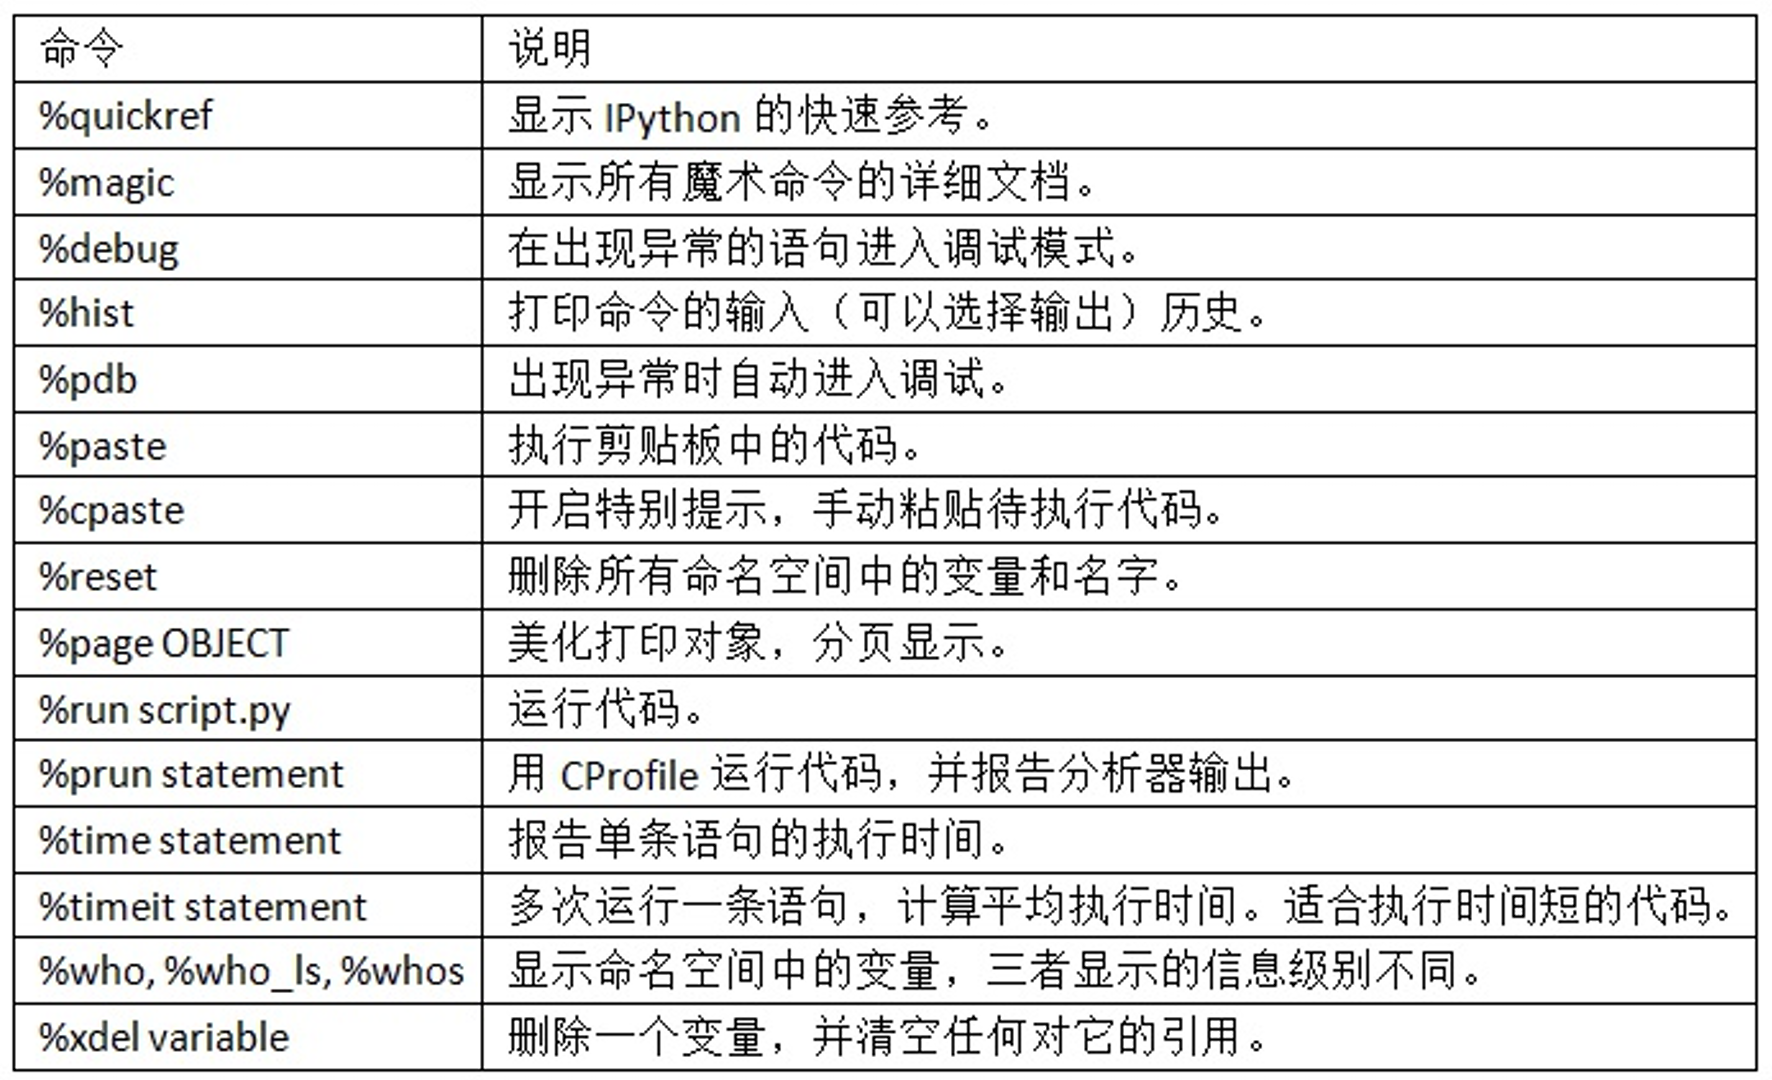 命令 说明
%quickref 显示 IPython 的快速参考。
%magic 显示所有魔术命令的详细文档。
%debug 在出现异常的语句进入调试模式。
%hist 打印命令的输入（可以选择输出）历史。
%pdb 出现异常时自动进入调试。
%paste 执行剪贴板中的代码。
%cpaste 开启特别提示，手动粘贴待执行代码。
%reset 删除所有命名空间中的变量和名字。
%page OBJECT 美化打印对象，分页显示。
%run script.py 运行代码。
%prun statement 用 CProfile 运行代码，并报告分析器输出。
%time statement 报告单条语句的执行时间。
%timeit statement 多次运行一条语句，计算平均执行时间。适合执行时间短的代码。
%who, %who_ls, %whos 显示命名空间中的变量，三者显示的信息级别不同。
%xdel variable 删除一个变量，并清空任何对它的引用。